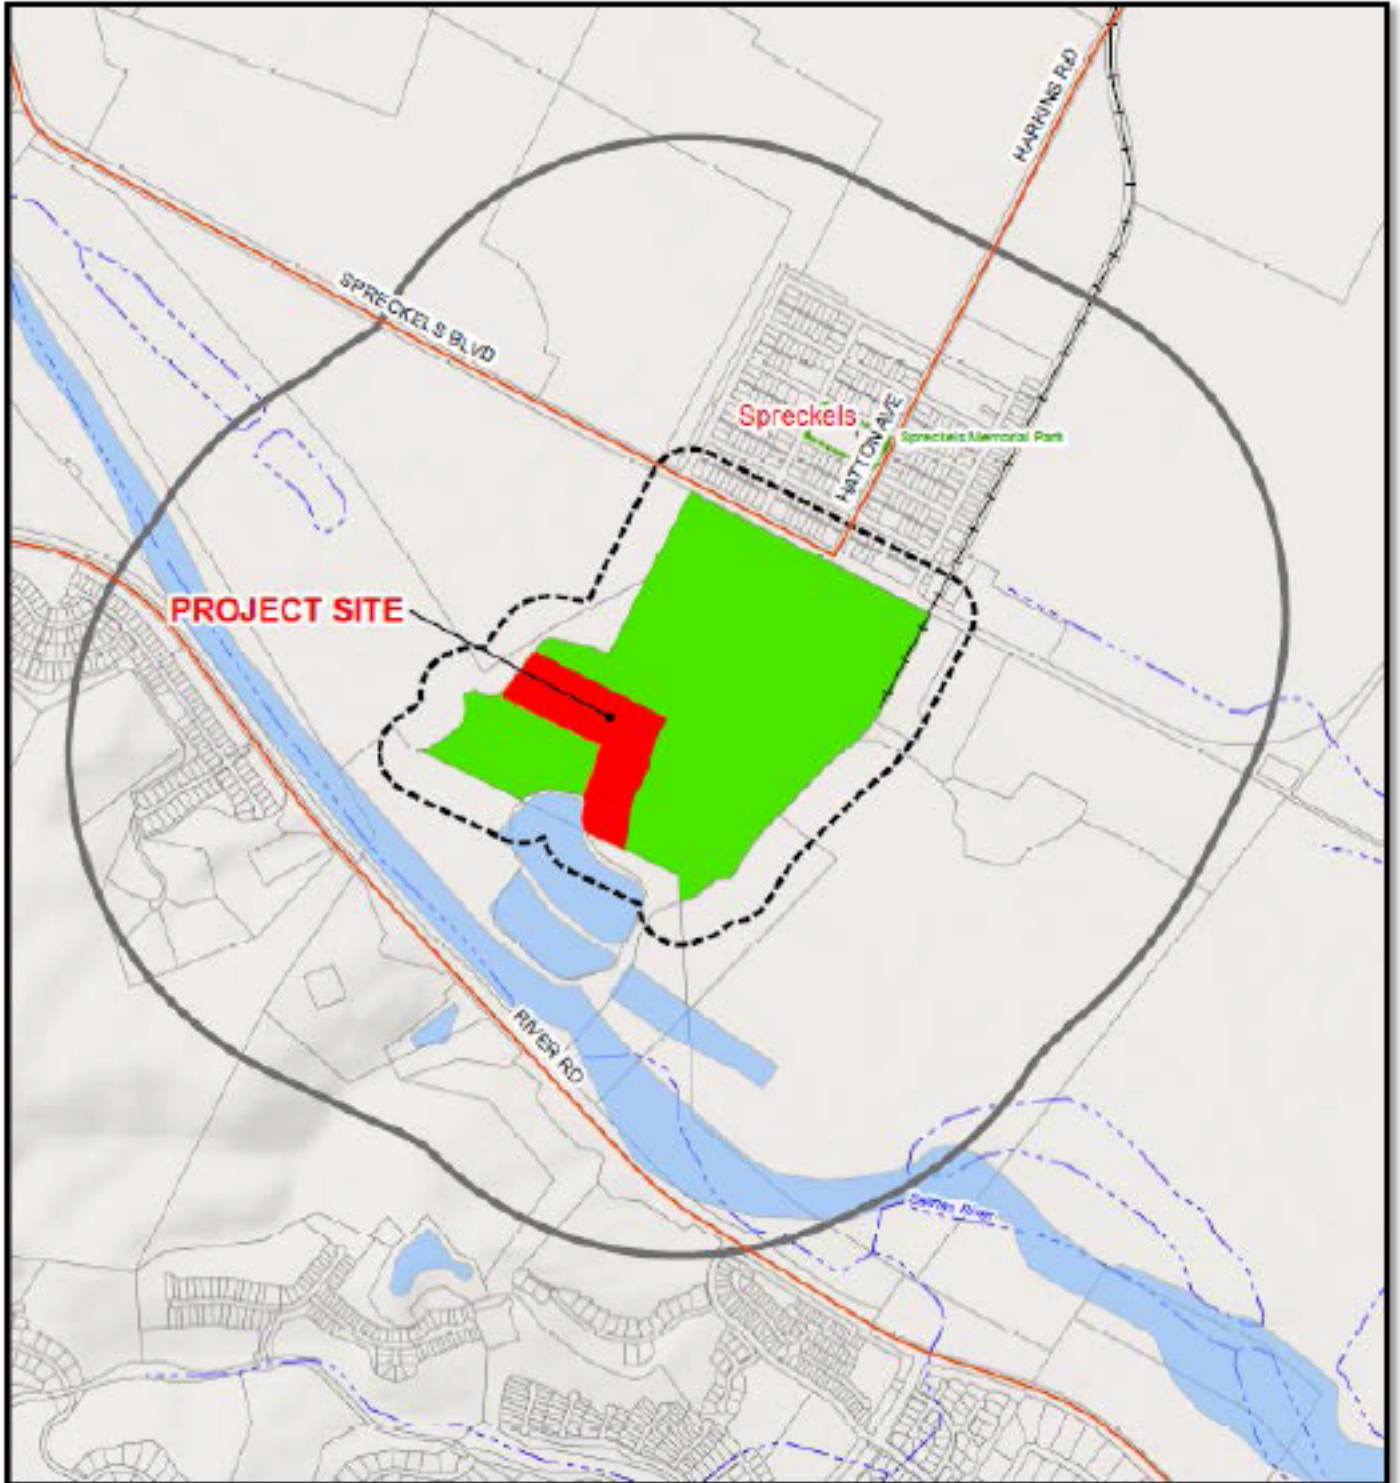 HARKINS RD
SPRECKELS BLVD
Spreckels
HATTON AVE
Spreckels Memorial Park
PROJECT SITE
RIVER RD
Salinas River